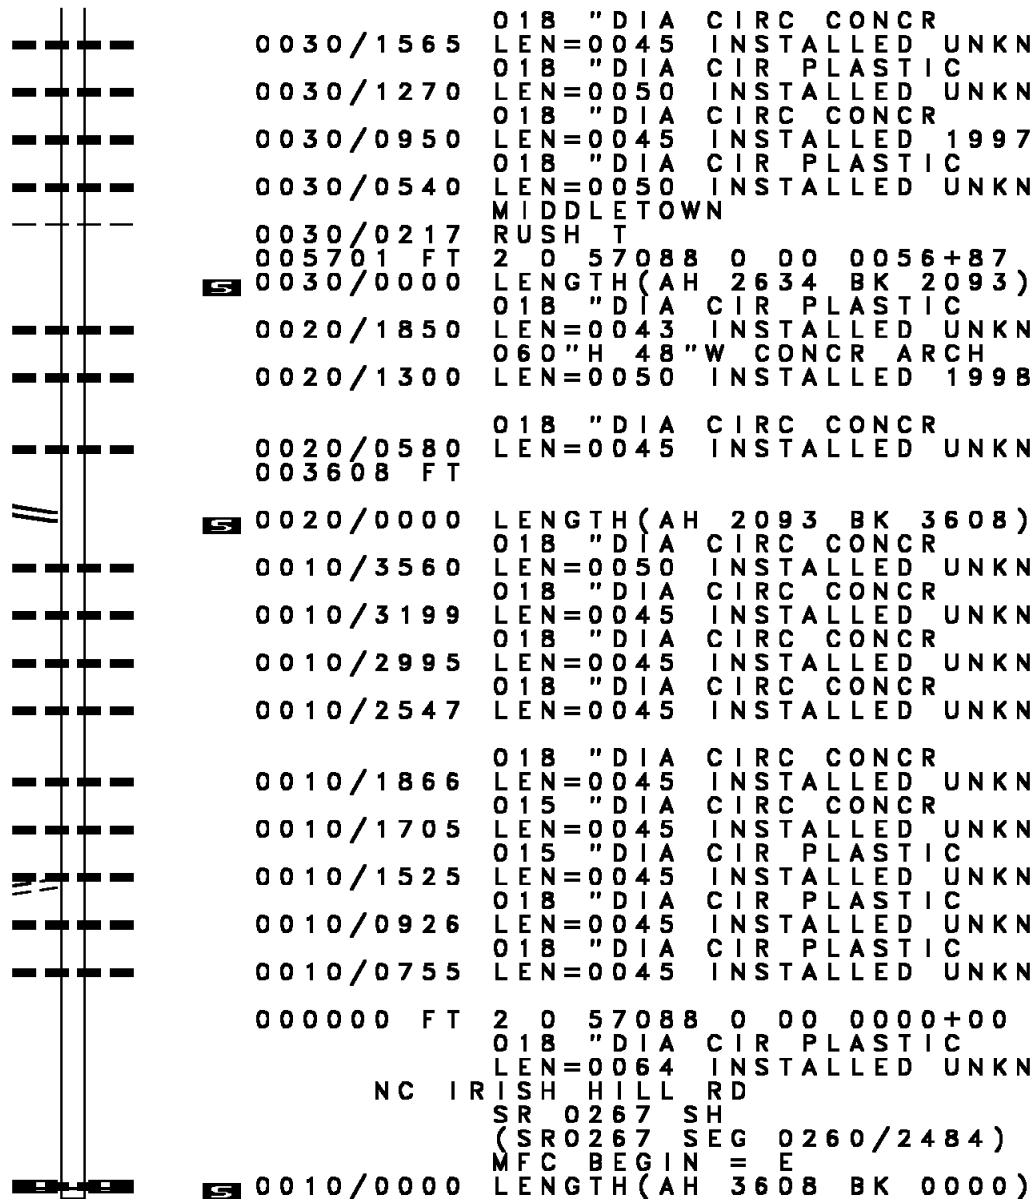 018 "DIA CIRC CONCR
0030/1565 LEN=0045 INSTALLED UNKN
018 "DIA CIR PLASTIC
0030/1270 LEN=0050 INSTALLED UNKN
018 "DIA CIRC CONCR
0030/0950 LEN=0045 INSTALLED 1997
018 "DIA CIR PLASTIC
0030/0540 LEN=0050 INSTALLED UNKN
MIDDLETOWN
0030/0217 RUSH T
005701 FT 2 0 57088 0 00 0056+87
S 0030/0000 LENGTH(AH 2634 BK 2093)
018 "DIA CIR PLASTIC
0020/1850 LEN=0043 INSTALLED UNKN
060"H 48"W CONCR ARCH
0020/1300 LEN=0050 INSTALLED 1998
018 "DIA CIRC CONCR
0020/0580 LEN=0045 INSTALLED UNKN
003608 FT
S 0020/0000 LENGTH(AH 2093 BK 3608)
018 "DIA CIRC CONCR
0010/3560 LEN=0050 INSTALLED UNKN
018 "DIA CIRC CONCR
0010/3199 LEN=0045 INSTALLED UNKN
018 "DIA CIRC CONCR
0010/2995 LEN=0045 INSTALLED UNKN
018 "DIA CIRC CONCR
0010/2547 LEN=0045 INSTALLED UNKN
018 "DIA CIRC CONCR
0010/1866 LEN=0045 INSTALLED UNKN
015 "DIA CIRC CONCR
0010/1705 LEN=0045 INSTALLED UNKN
015 "DIA CIR PLASTIC
0010/1525 LEN=0045 INSTALLED UNKN
018 "DIA CIR PLASTIC
0010/0926 LEN=0045 INSTALLED UNKN
018 "DIA CIR PLASTIC
0010/0755 LEN=0045 INSTALLED UNKN
000000 FT 2 0 57088 0 00 0000+00
018 "DIA CIR PLASTIC
LEN=0064 INSTALLED UNKN
NC IRISH HILL RD
SR 0267 SH
(SR0267 SEG 0260/2484)
MFC BEGIN = E
S 0010/0000 LENGTH(AH 3608 BK 0000)